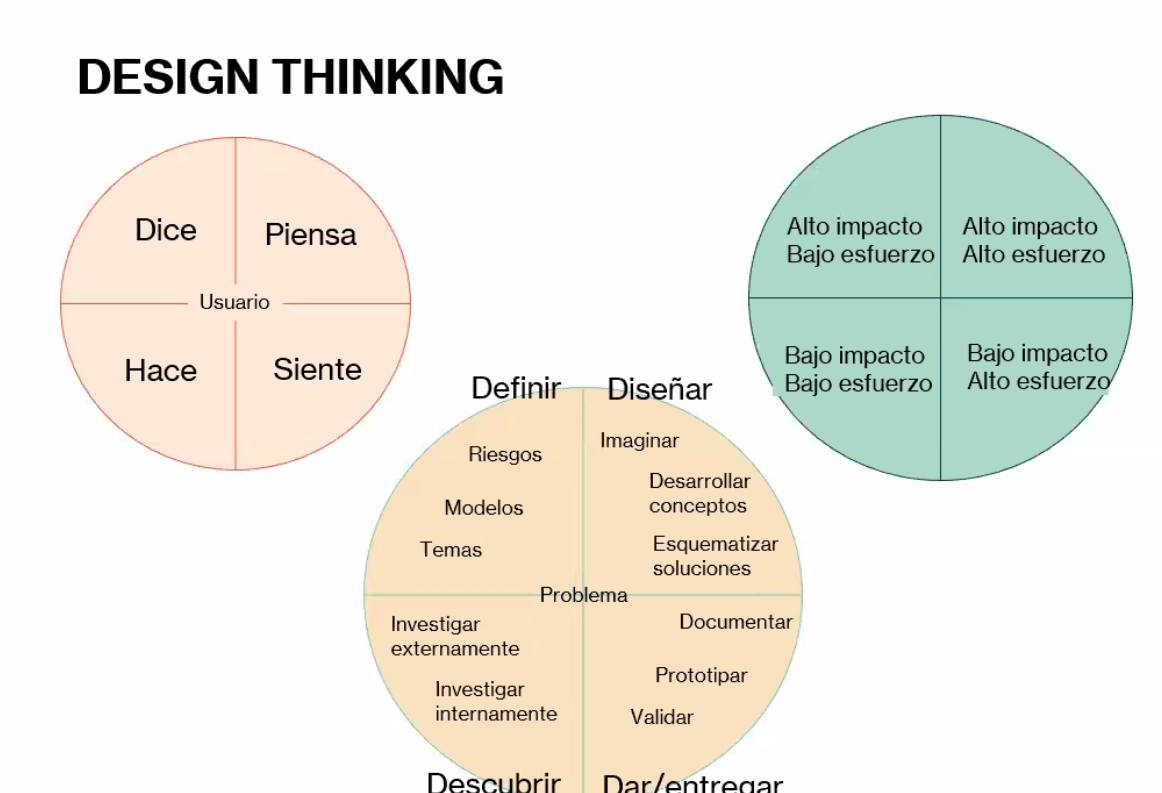 DESIGN THINKING
Dice
Piensa
Usuario
Hace
Siente
Alto impacto
Bajo esfuerzo
Alto impacto
Alto esfuerzo
Bajo impacto
Bajo esfuerzo
Bajo impacto
Alto esfuerzo
Definir
Riesgos
Modelos
Temas
Diseñar
Imaginar
Desarrollar
conceptos
Esquematizar
soluciones
Problema
Investigar
externamente
Investigar
internamente
Descubrir
Documentar
Prototipar
Validar
Dar/entregar